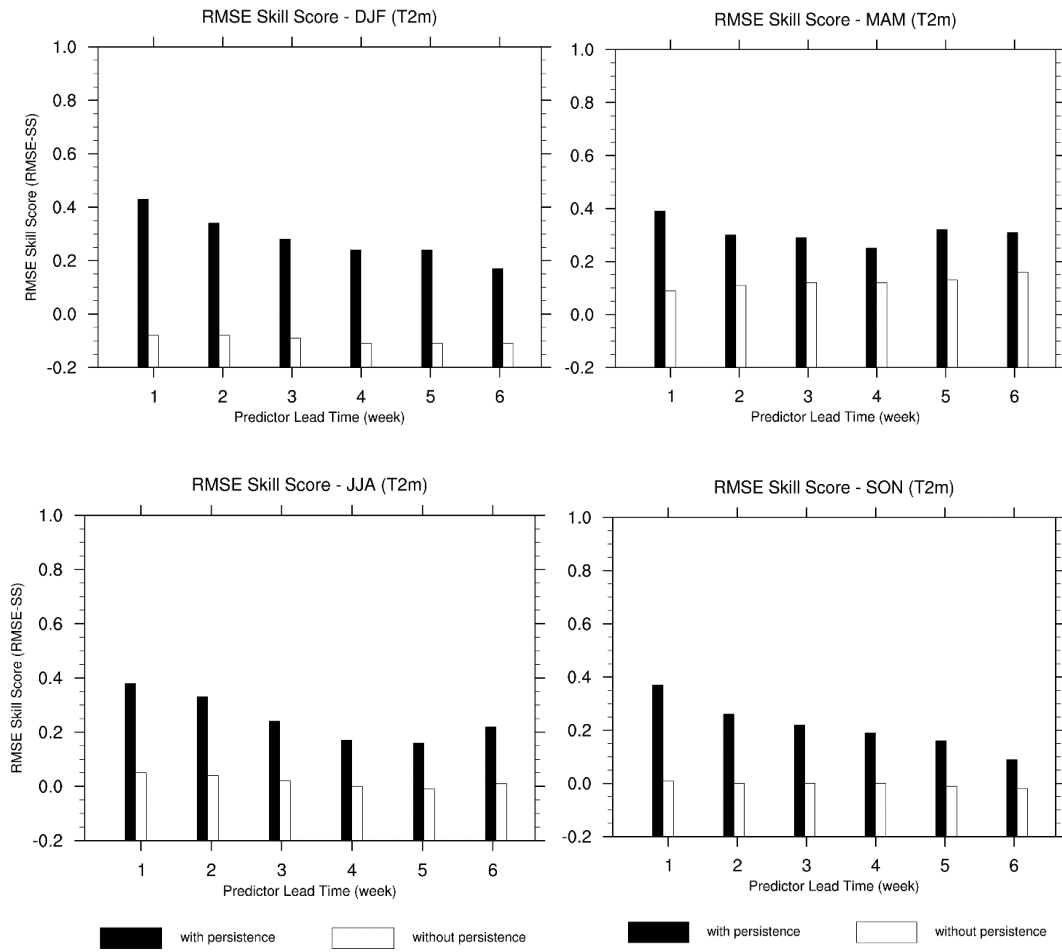 RMSE Skill Score - DJF (T2m)
RMSE Skill Score (RMSE-SS)
1.0
0.8
0.6
0.4
0.2
0.0
-0.2
1 2 3 4 5 6
Predictor Lead Time (week)
RMSE Skill Score - MAM (T2m)
1.0
0.8
0.6
0.4
0.2
0.0
-0.2
1 2 3 4 5 6
Predictor Lead Time (week)
RMSE Skill Score - JJA (T2m)
RMSE Skill Score (RMSE-SS)
1.0
0.8
0.6
0.4
0.2
0.0
-0.2
1 2 3 4 5 6
Predictor Lead Time (week)
RMSE Skill Score - SON (T2m)
1.0
0.8
0.6
0.4
0.2
0.0
-0.2
1 2 3 4 5 6
Predictor Lead Time (week)
with persistence without persistence
with persistence without persistence